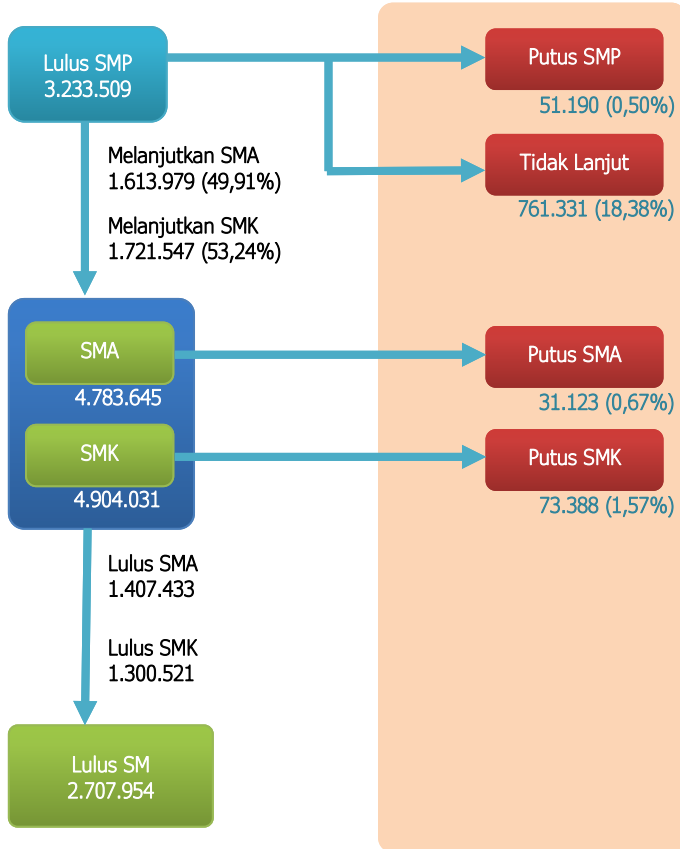 Lulus SMP
3.233.509
Putus SMP
51.190 (0,50%)
Tidak Lanjut
761.331 (18,38%)
Melanjutkan SMA
1.613.979 (49,91%)
Melanjutkan SMK
1.721.547 (53,24%)
SMA
4.783.645
Putus SMA
31.123 (0,67%)
SMK
4.904.031
Putus SMK
73.388 (1,57%)
Lulus SMA
1.407.433
Lulus SMK
1.300.521
Lulus SM
2.707.954